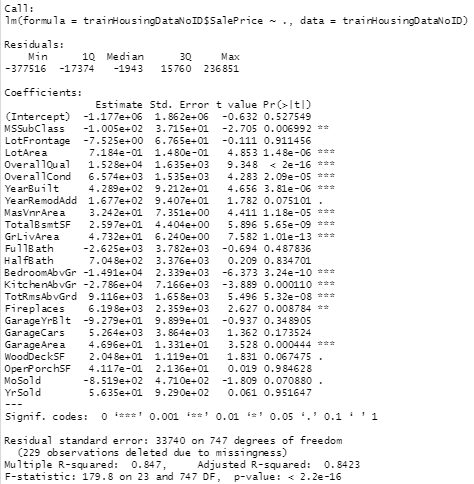 Call:
lm(formula = trainHousingDataNoID$SalePrice ~ ., data = trainHousingDataNoID)
Residuals:
Min 1Q Median 3Q Max
-377516 -17374 -1943 15760 236851
Coefficients:
Estimate Std. Error t value Pr(>|t|)
(Intercept) -1.177e+06 1.862e+06 -0.632 0.527549
MSSubClass -1.005e+02 3.715e+01 -2.705 0.006992 **
LotFrontage -7.525e+00 6.765e+01 -0.111 0.911456
LotArea 7.184e-01 1.480e-01 4.853 1.48e-06 ***
OverallQual 1.528e+04 1.635e+03 9.348 < 2e-16 ***
OverallCond 6.574e+03 1.535e+03 4.283 2.09e-05 ***
YearBuilt 4.289e+02 9.212e+01 4.656 3.81e-06 ***
YearRemodAdd 1.677e+02 9.407e+01 1.782 0.075101 .
MasVnrArea 3.242e+01 7.351e+00 4.411 1.18e-05 ***
TotalBsmtSF 2.597e+01 4.404e+00 5.896 5.65e-09 ***
GrLivArea 4.732e+01 6.240e+00 7.582 1.01e-13 ***
FullBath -2.625e+03 3.782e+03 -0.694 0.487836
HalfBath 7.048e+02 3.376e+03 0.209 0.834701
BedroomAbvGr -1.491e+04 2.339e+03 -6.373 3.24e-10 ***
KitchenAbvGr -2.786e+04 7.166e+03 -3.889 0.000110 ***
TotRmsAbvGrd 9.116e+03 1.658e+03 5.496 5.32e-08 ***
Fireplaces 6.198e+03 2.359e+03 2.627 0.008784 **
GarageYrBlt -9.279e+01 9.899e+01 -0.937 0.348905
GarageCars 5.264e+03 3.864e+03 1.362 0.173524
GarageArea 4.696e+01 1.331e+01 3.528 0.000444 ***
WoodDeckSF 2.048e+01 1.119e+01 1.831 0.067475 .
OpenPorchSF 4.117e-01 2.136e+01 0.019 0.984628
MoSold -8.519e+02 4.710e+02 -1.809 0.070880 .
YrSold 5.635e+01 9.290e+02 0.061 0.951647
---
Signif. codes: 0 ‘***’ 0.001 ‘**’ 0.01 ‘*’ 0.05 ‘.’ 0.1 ‘ ’ 1
Residual standard error: 33740 on 747 degrees of freedom
(229 observations deleted due to missingness)
Multiple R-squared: 0.847, Adjusted R-squared: 0.8423
F-statistic: 179.8 on 23 and 747 DF, p-value: < 2.2e-16